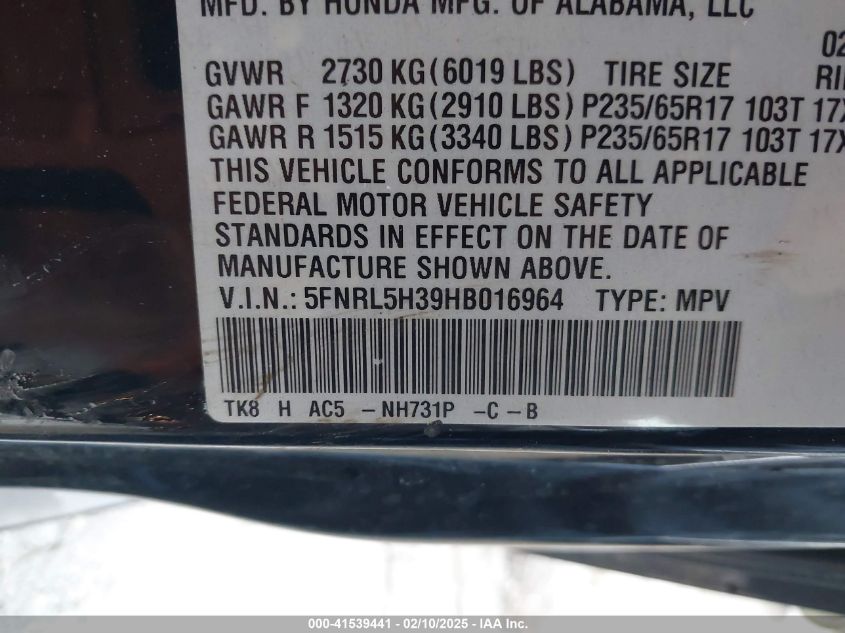 MFD. BY HONDA MFG. OF ALABAMA, LLC
02
GVWR 2730 KG(6019 LBS) TIRE SIZE
GAWR F 1320 KG(2910 LBS) P235/65R17 103T 17X
GAWR R 1515 KG(3340 LBS) P235/65R17 103T 17X
THIS VEHICLE CONFORMS TO ALL APPLICABLE
FEDERAL MOTOR VEHICLE SAFETY
STANDARDS IN EFFECT ON THE DATE OF
MANUFACTURE SHOWN ABOVE.
V.I.N.: 5FNRL5H39HB016964 TYPE: MPV
TK8 H AC5 -NH731P -C-B
000-41539441 - 02/10/2025 - IAA Inc.